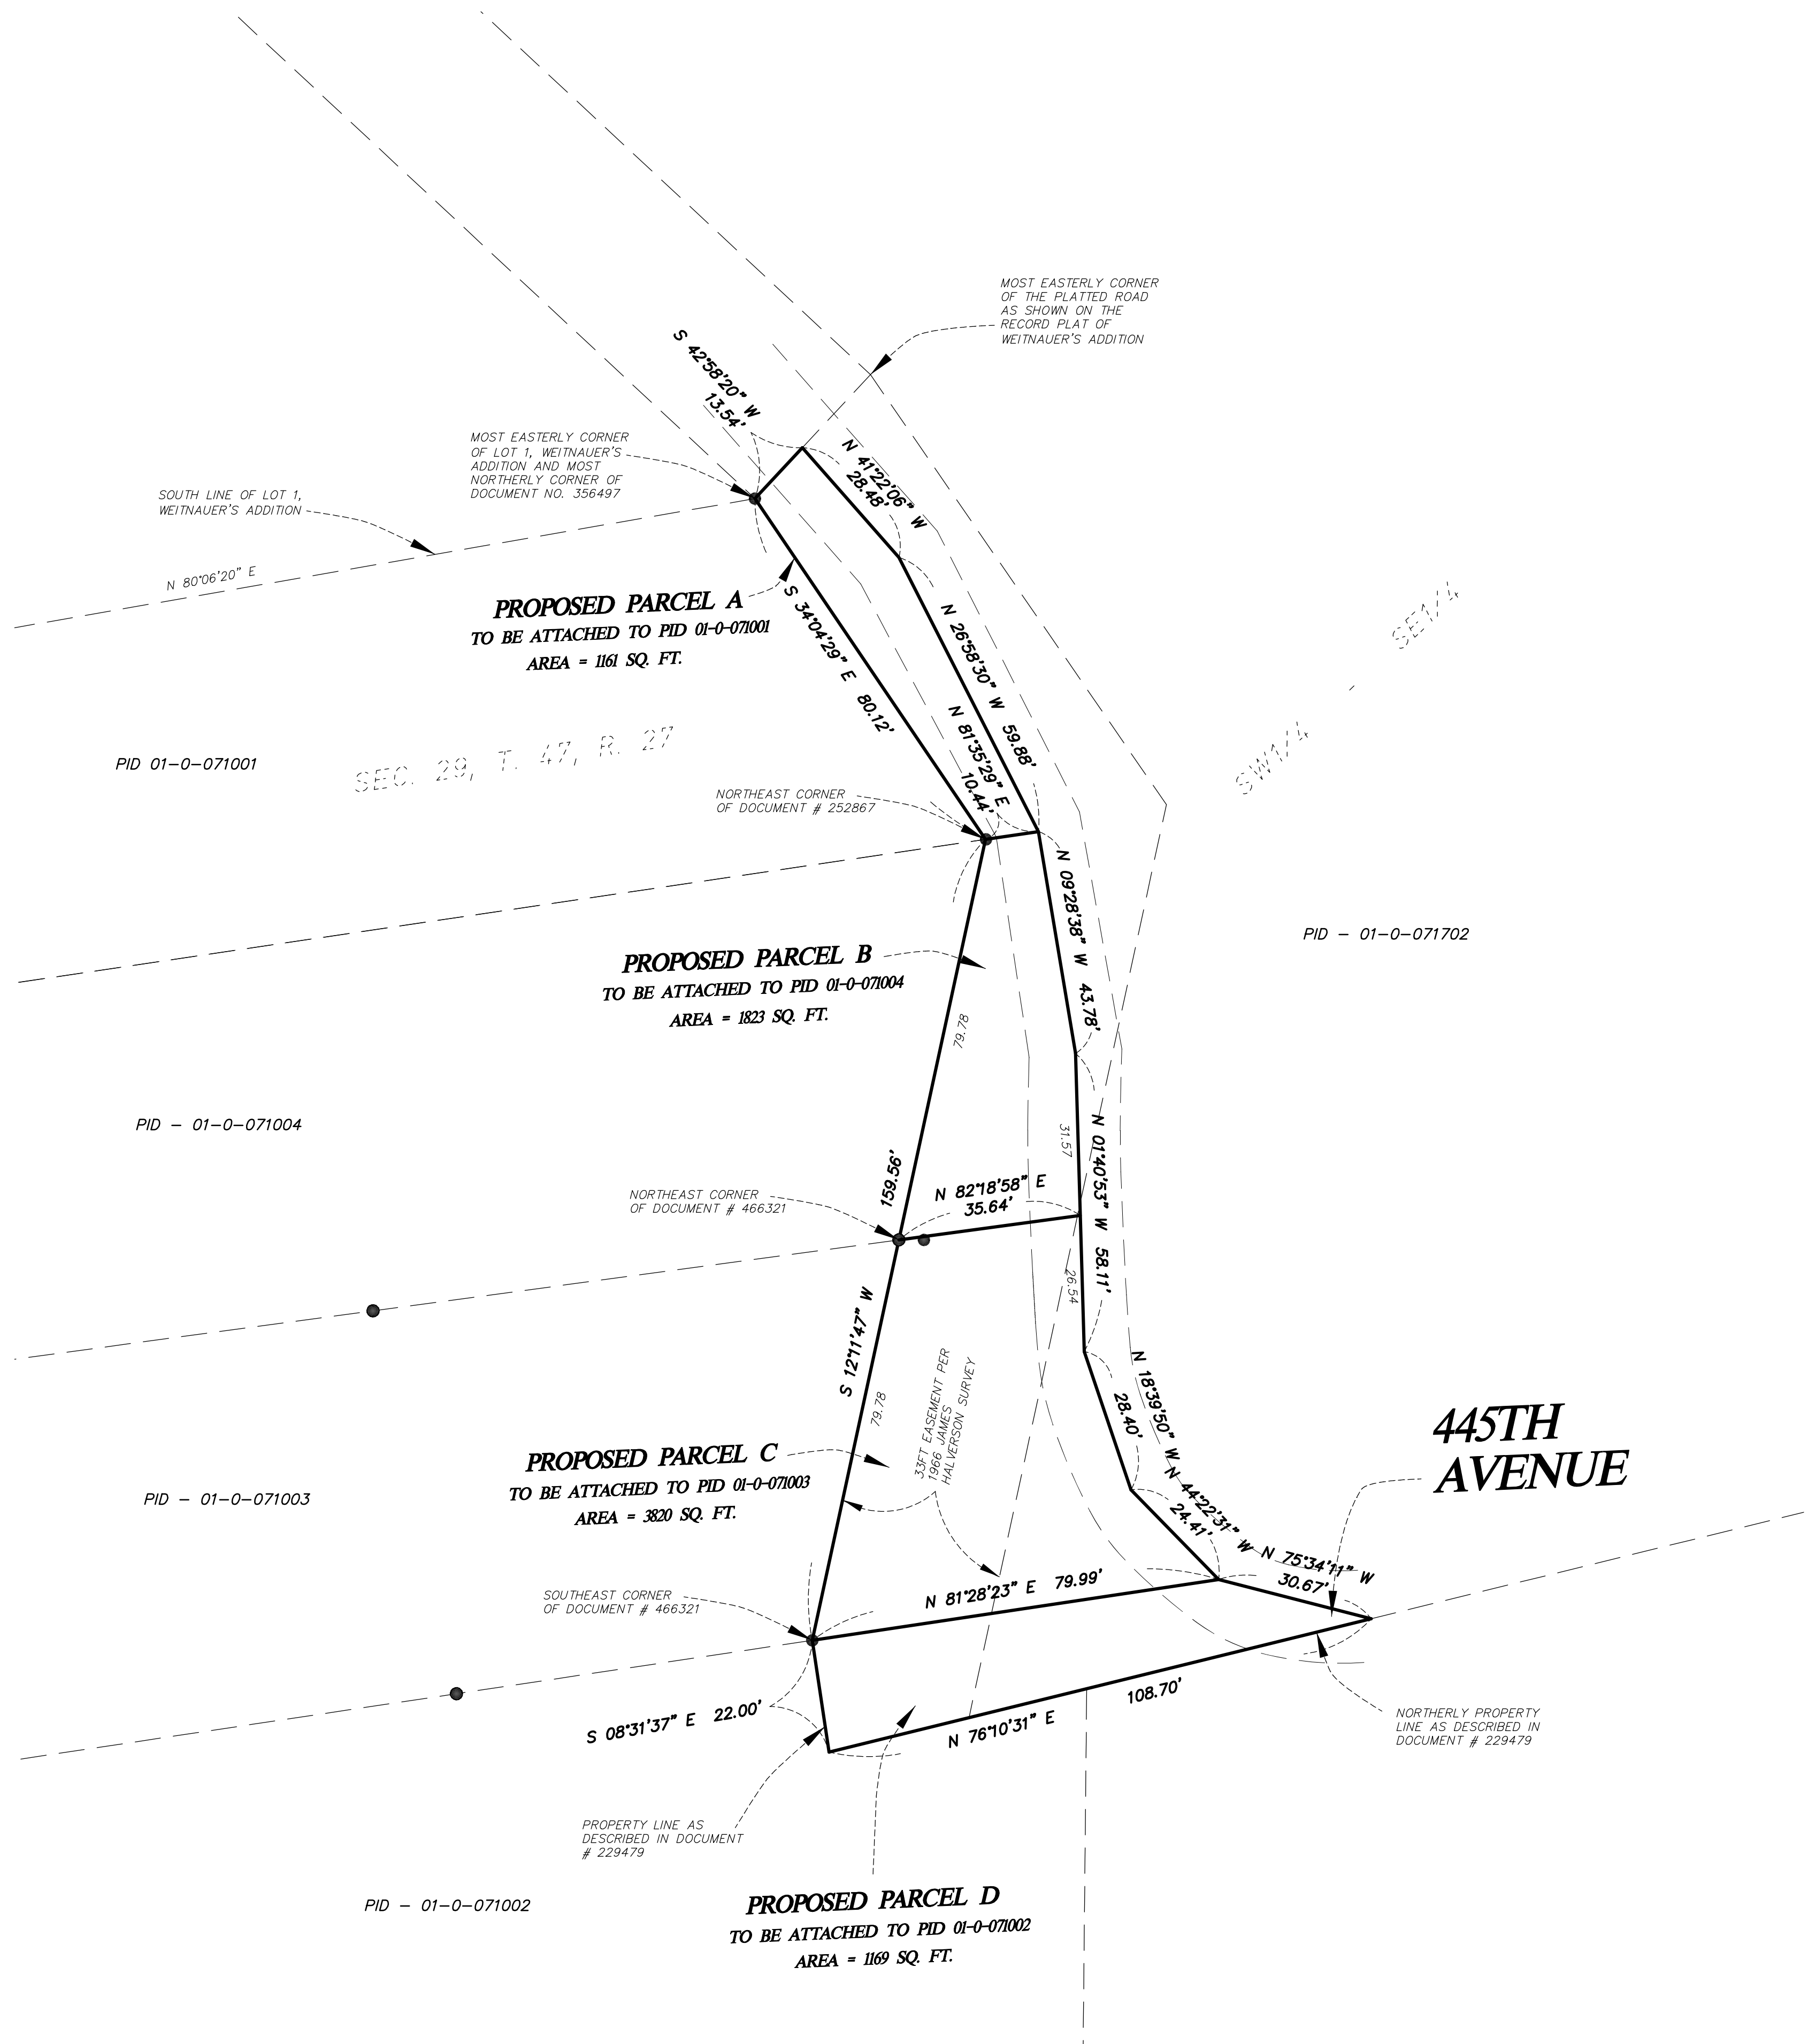 MOST EASTERLY CORNER
OF THE PLATTED ROAD
AS SHOWN ON THE
RECORD PLAT OF
WEITNAUER'S ADDITION
S 42°58'20" W
13.54'
MOST EASTERLY CORNER
OF LOT 1, WEITNAUER'S
ADDITION AND MOST
NORTHERLY CORNER OF
DOCUMENT NO. 356497
N 41°22'06" W
28.48'
SOUTH LINE OF LOT 1,
WEITNAUER'S ADDITION
N 80°06'20" E
PROPOSED PARCEL A
TO BE ATTACHED TO PID 01-0-071001
AREA = 1161 SQ. FT.
S 34°04'29" E 80.12'
N 26°58'30" W 59.88'
SW1/4 - SE1/4
PID 01-0-071001
SEC. 29, T. 47, R. 27
N 81°35'29" E
10.44'
NORTHEAST CORNER
OF DOCUMENT # 252867
N 09°28'38" W 43.78'
PID - 01-0-071702
PROPOSED PARCEL B
TO BE ATTACHED TO PID 01-0-071004
AREA = 1823 SQ. FT.
79.78
PID - 01-0-071004
31.57
N 01°40'53" W 58.11'
159.56'
NORTHEAST CORNER
OF DOCUMENT # 466321
N 82°18'58" E
35.64'
26.54
S 12°11'47" W
79.78
33FT EASEMENT PER
1966 JAMES
HALVERSON SURVEY
N 18°39'50" W
28.40'
445TH
AVENUE
PROPOSED PARCEL C
TO BE ATTACHED TO PID 01-0-071003
AREA = 3820 SQ. FT.
PID - 01-0-071003
N 44°22'31" W
24.41'
N 75°34'11" W
30.67'
SOUTHEAST CORNER
OF DOCUMENT # 466321
N 81°28'23" E 79.99'
S 08°31'37" E 22.00'
N 76°10'31" E
108.70'
NORTHERLY PROPERTY
LINE AS DESCRIBED IN
DOCUMENT # 229479
PROPERTY LINE AS
DESCRIBED IN DOCUMENT
# 229479
PID - 01-0-071002
PROPOSED PARCEL D
TO BE ATTACHED TO PID 01-0-071002
AREA = 1169 SQ. FT.